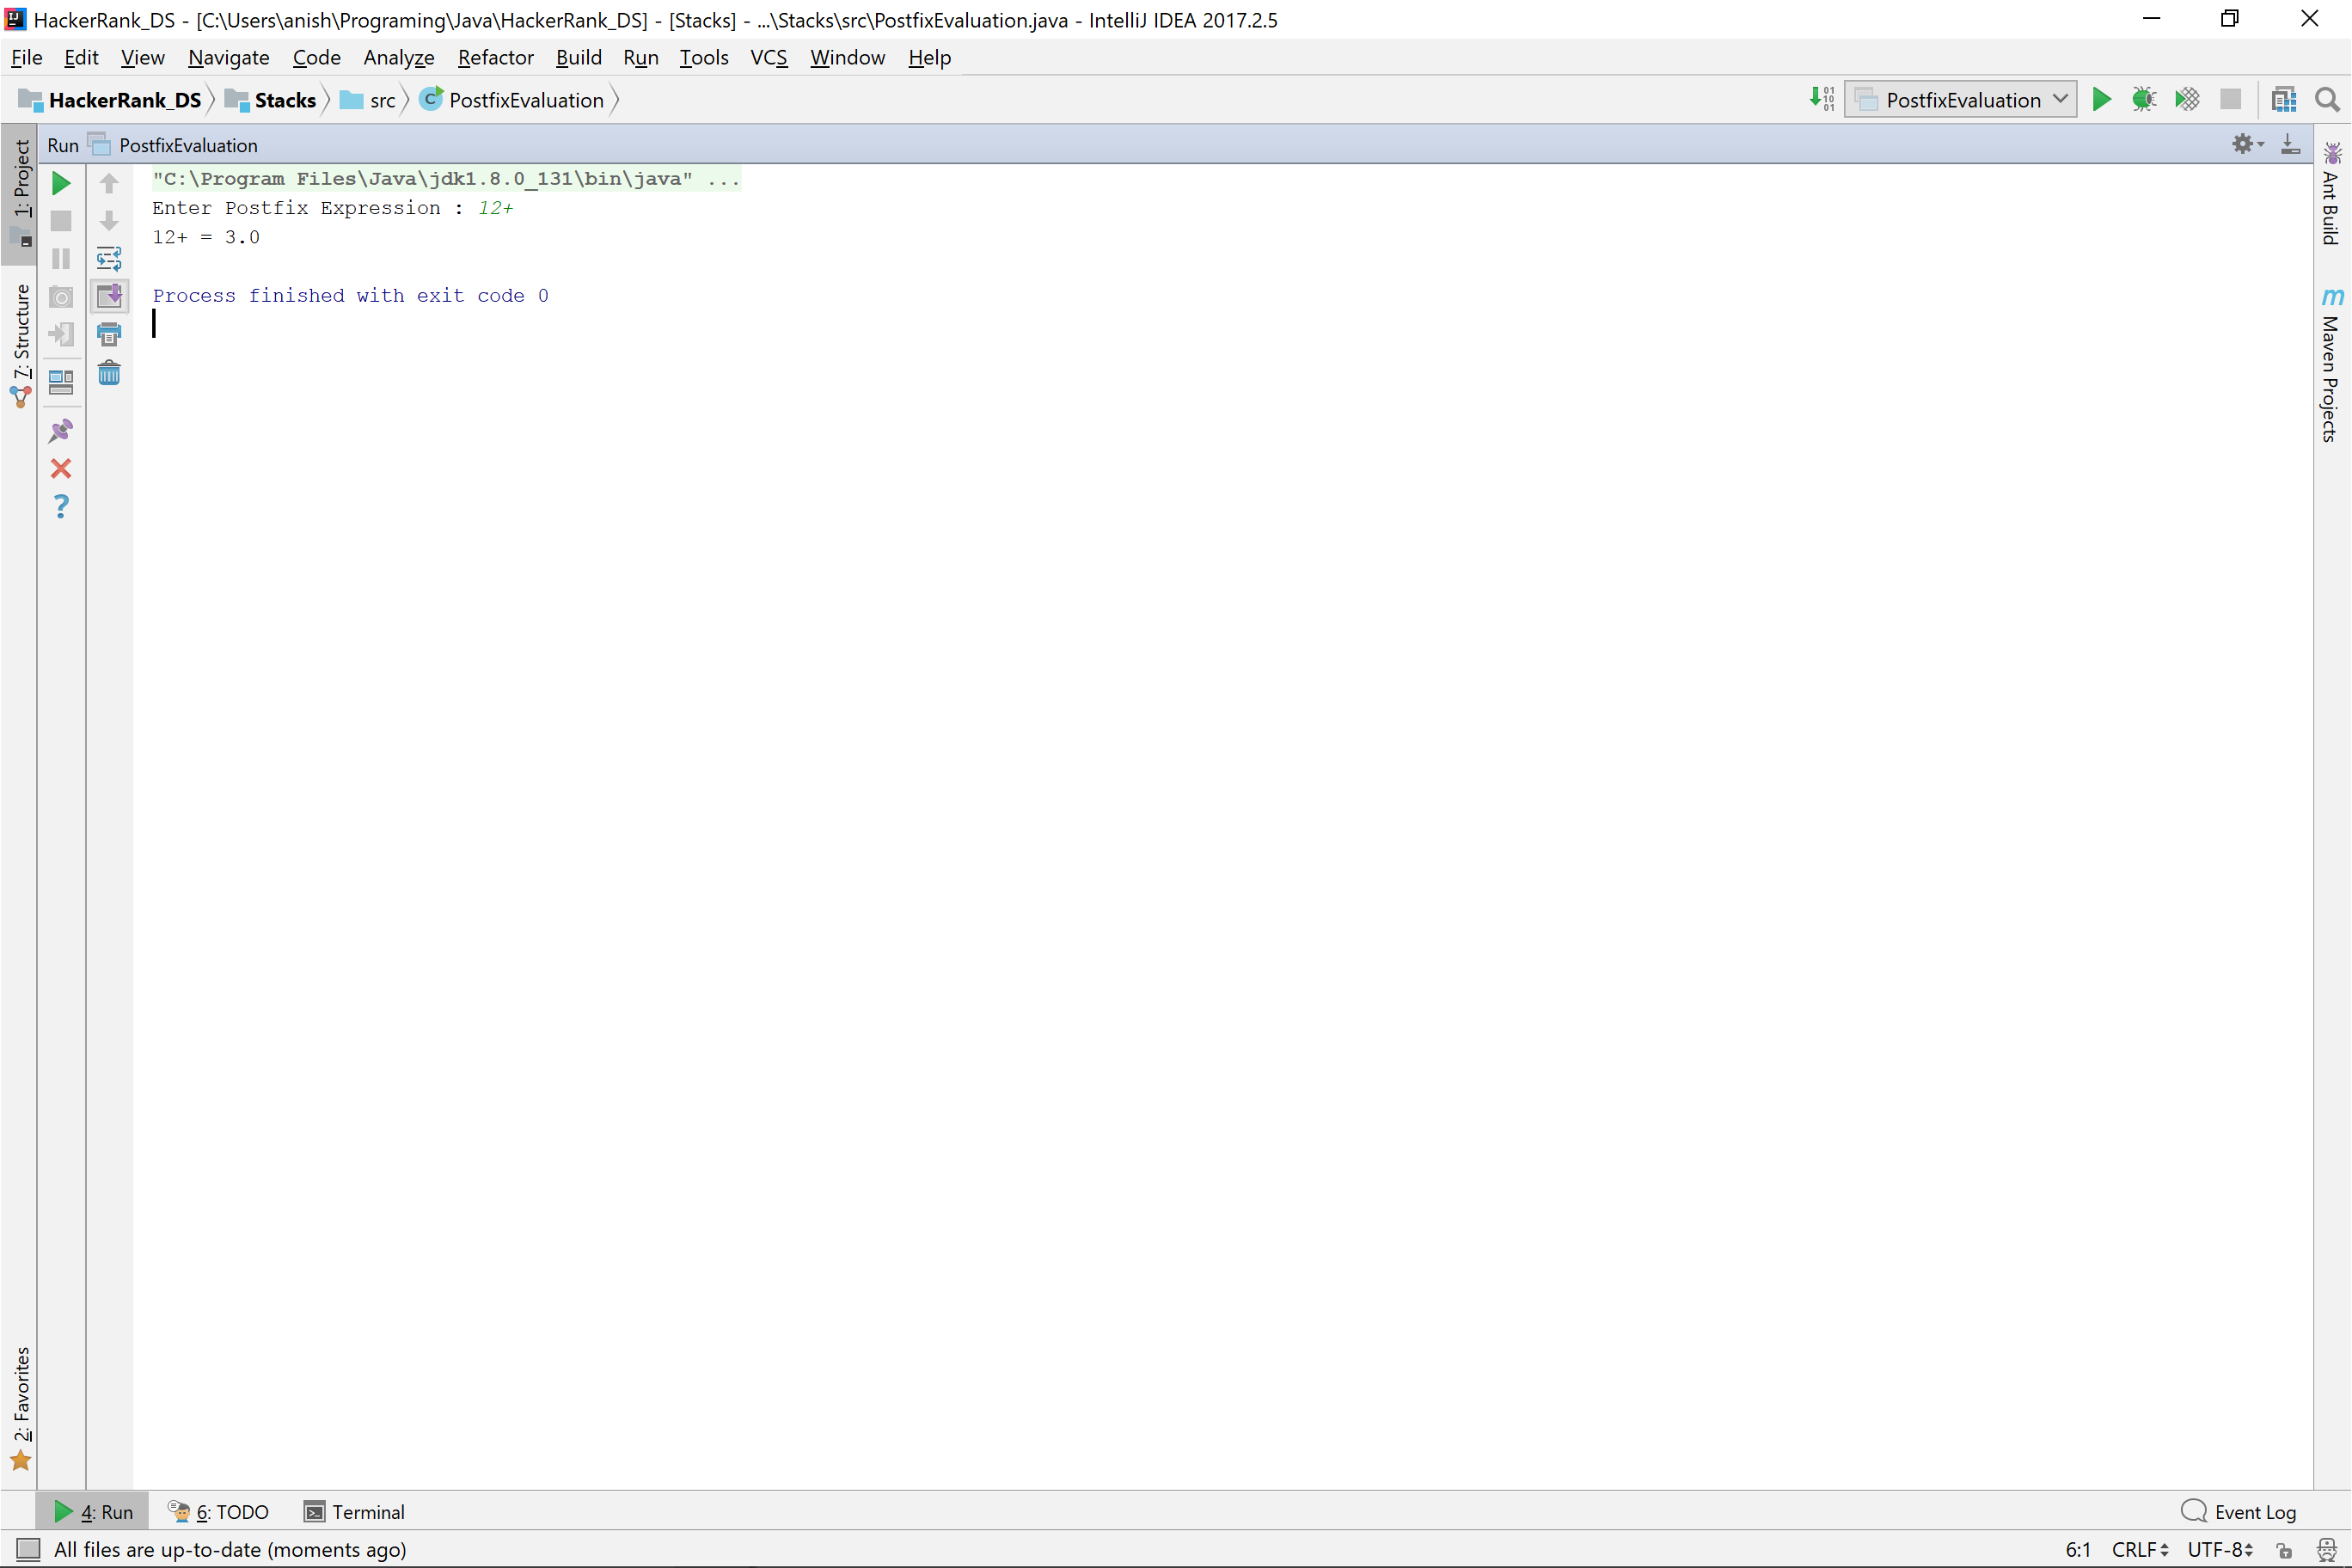 HackerRank_DS - [C:\Users\anish\Programing\Java\HackerRank_DS] - [Stacks] - ...\Stacks\src\PostfixEvaluation.java - IntelliJ IDEA 2017.2.5
File Edit View Navigate Code Analyze Refactor Build Run Tools VCS Window Help
HackerRank_DS Stacks src PostfixEvaluation PostfixEvaluation
Run PostfixEvaluation
"C:\Program Files\Java\jdk1.8.0_131\bin\java" ...
Enter Postfix Expression : 12+
12+ = 3.0
Process finished with exit code 0
1: Project
7: Structure
2: Favorites
Ant Build
Maven Projects
4: Run 6: TODO Terminal Event Log
All files are up-to-date (moments ago) 6:1 CRLF UTF-8